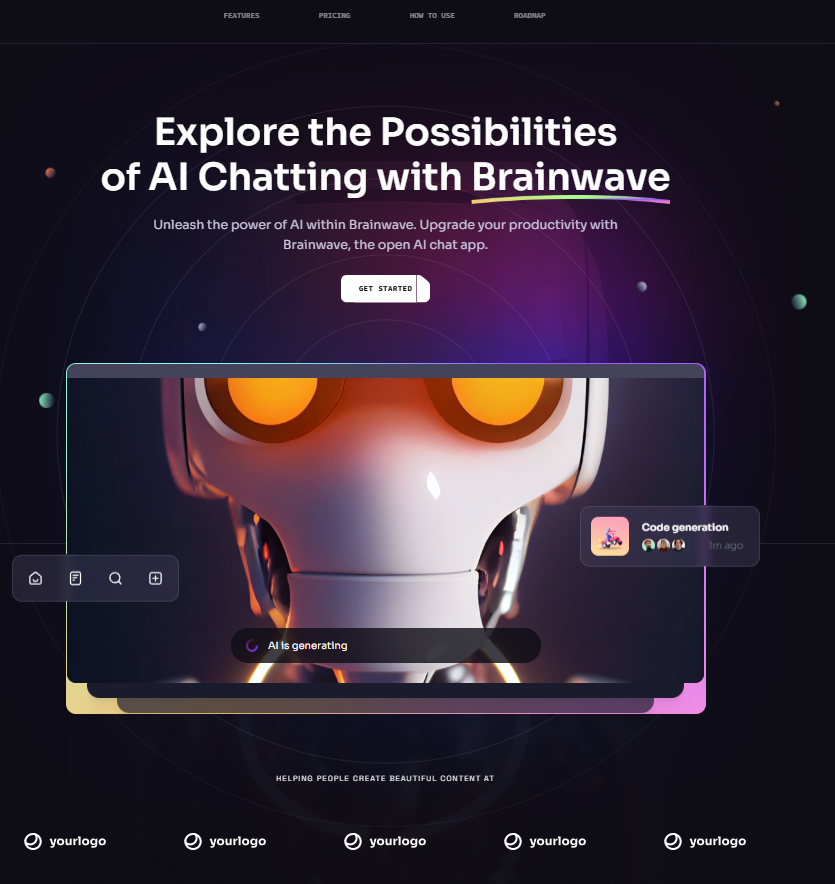 FEATURES PRICING HOW TO USE ROADMAP
Explore the Possibilities
of AI Chatting with Brainwave
Unleash the power of AI within Brainwave. Upgrade your productivity with
Brainwave, the open AI chat app.
GET STARTED
Code generation
1m ago
AI is generating
HELPING PEOPLE CREATE BEAUTIFUL CONTENT AT
yourlogo yourlogo yourlogo yourlogo yourlogo